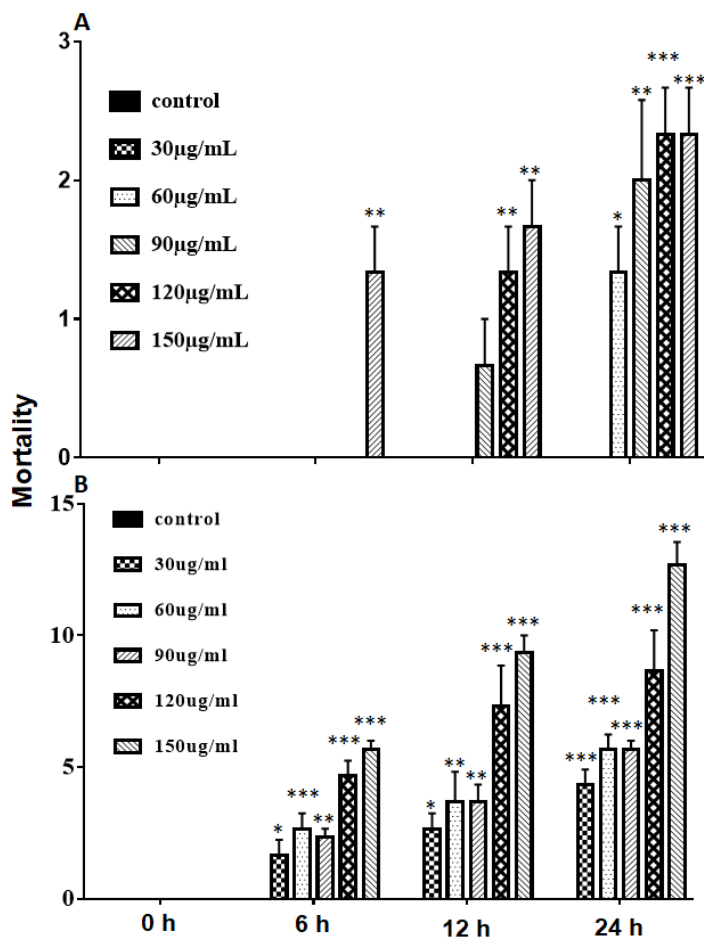 A
3
2
1
0
control
30µg/mL
60µg/mL
90µg/mL
120µg/mL
150µg/mL
**
**
**
*
**
***
***
Mortality
B
15
10
5
0
control
30ug/ml
60ug/ml
90ug/ml
120ug/ml
150ug/ml
*
***
**
***
***
*
**
**
***
***
***
***
***
***
***
0 h
6 h
12 h
24 h